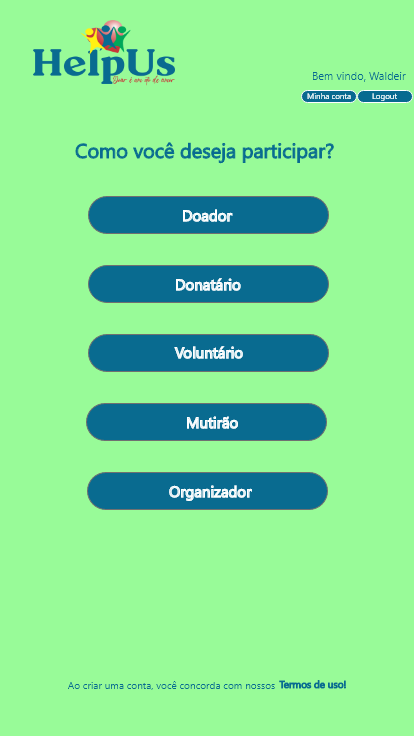 HelpUs
Doar é um ato de amor
Bem vindo, Waldeir
Minha conta
Logout
Como você deseja participar?
Doador
Donatário
Voluntário
Mutirão
Organizador
Ao criar uma conta, você concorda com nossos Termos de uso!